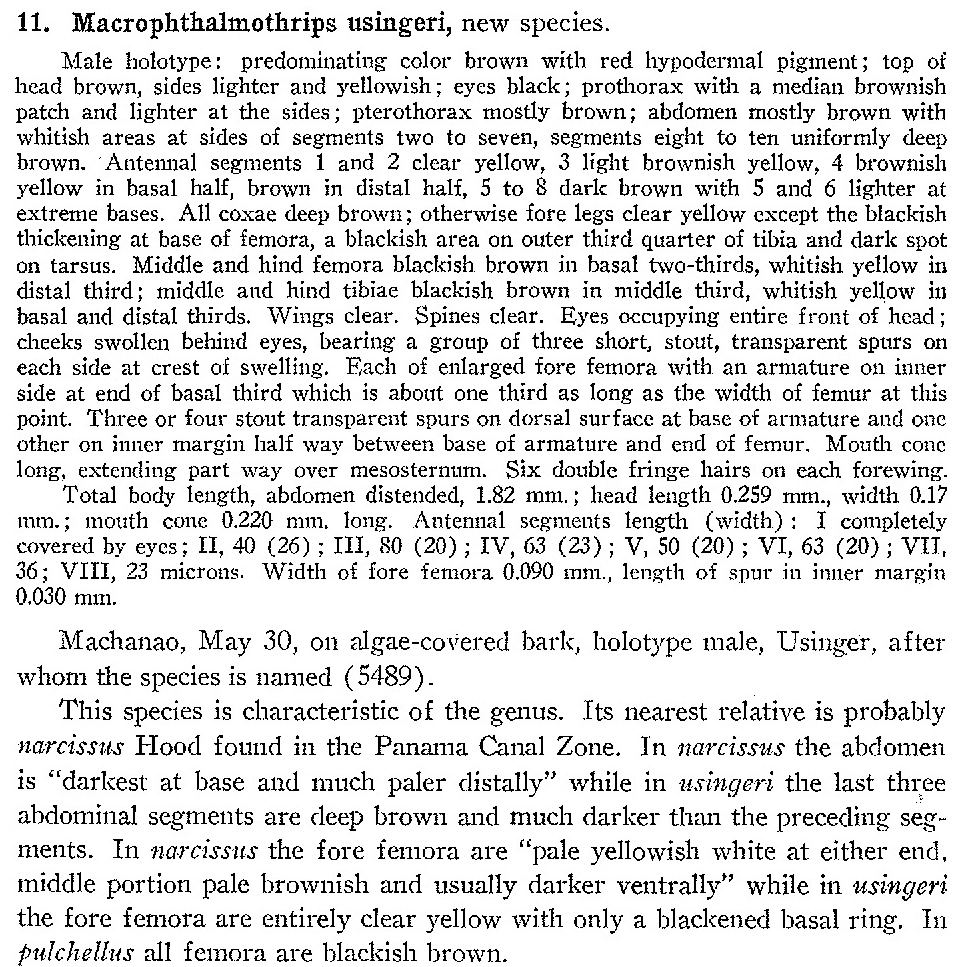 11. Macrophthalmothrips usingeri, new species.
Male holotype: predominating color brown with red hypodermal pigment; top of
head brown, sides lighter and yellowish; eyes black; prothorax with a median brownish
patch and lighter at the sides; pterothorax mostly brown; abdomen mostly brown with
whitish areas at sides of segments two to seven, segments eight to ten uniformly deep
brown. Antennal segments 1 and 2 clear yellow, 3 light brownish yellow, 4 brownish
yellow in basal half, brown in distal half, 5 to 8 dark brown with 5 and 6 lighter at
extreme bases. All coxae deep brown; otherwise fore legs clear yellow except the blackish
thickening at base of femora, a blackish area on outer third quarter of tibia and dark spot
on tarsus. Middle and hind femora blackish brown in basal two-thirds, whitish yellow in
distal third; middle and hind tibiae blackish brown in middle third, whitish yellow in
basal and distal thirds. Wings clear. Spines clear. Eyes occupying entire front of head;
cheeks swollen behind eyes, bearing a group of three short, stout, transparent spurs on
each side at crest of swelling. Each of enlarged fore femora with an armature on inner
side at end of basal third which is about one third as long as the width of femur at this
point. Three or four stout transparent spurs on dorsal surface at base of armature and one
other on inner margin half way between base of armature and end of femur. Mouth cone
long, extending part way over mesosternum. Six double fringe hairs on each forewing.
Total body length, abdomen distended, 1.82 mm.; head length 0.259 mm., width 0.17
mm.; mouth cone 0.220 mm. long. Antennal segments length (width): I completely
covered by eyes; II, 40 (26); III, 80 (20); IV, 63 (23); V, 50 (20); VI, 63 (20); VII,
36; VIII, 23 microns. Width of fore femora 0.090 mm., length of spur in inner margin
0.030 mm.
Machanao, May 30, on algae-covered bark, holotype male, Usinger, after
whom the species is named (5489).
This species is characteristic of the genus. Its nearest relative is probably
narcissus Hood found in the Panama Canal Zone. In narcissus the abdomen
is "darkest at base and much paler distally" while in usingeri the last three
abdominal segments are deep brown and much darker than the preceding seg-
ments. In narcissus the fore femora are "pale yellowish white at either end,
middle portion pale brownish and usually darker ventrally" while in usingeri
the fore femora are entirely clear yellow with only a blackened basal ring. In
pulchellus all femora are blackish brown.